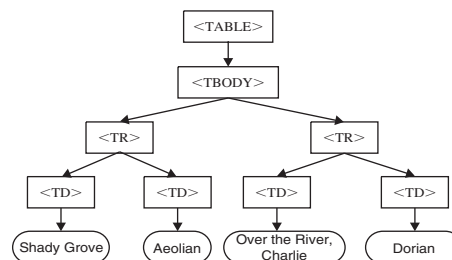 <TABLE>
<TBODY>
<TR> <TR>
<TD> <TD> <TD> <TD>
Shady Grove Aeolian Over the River, Charlie Dorian